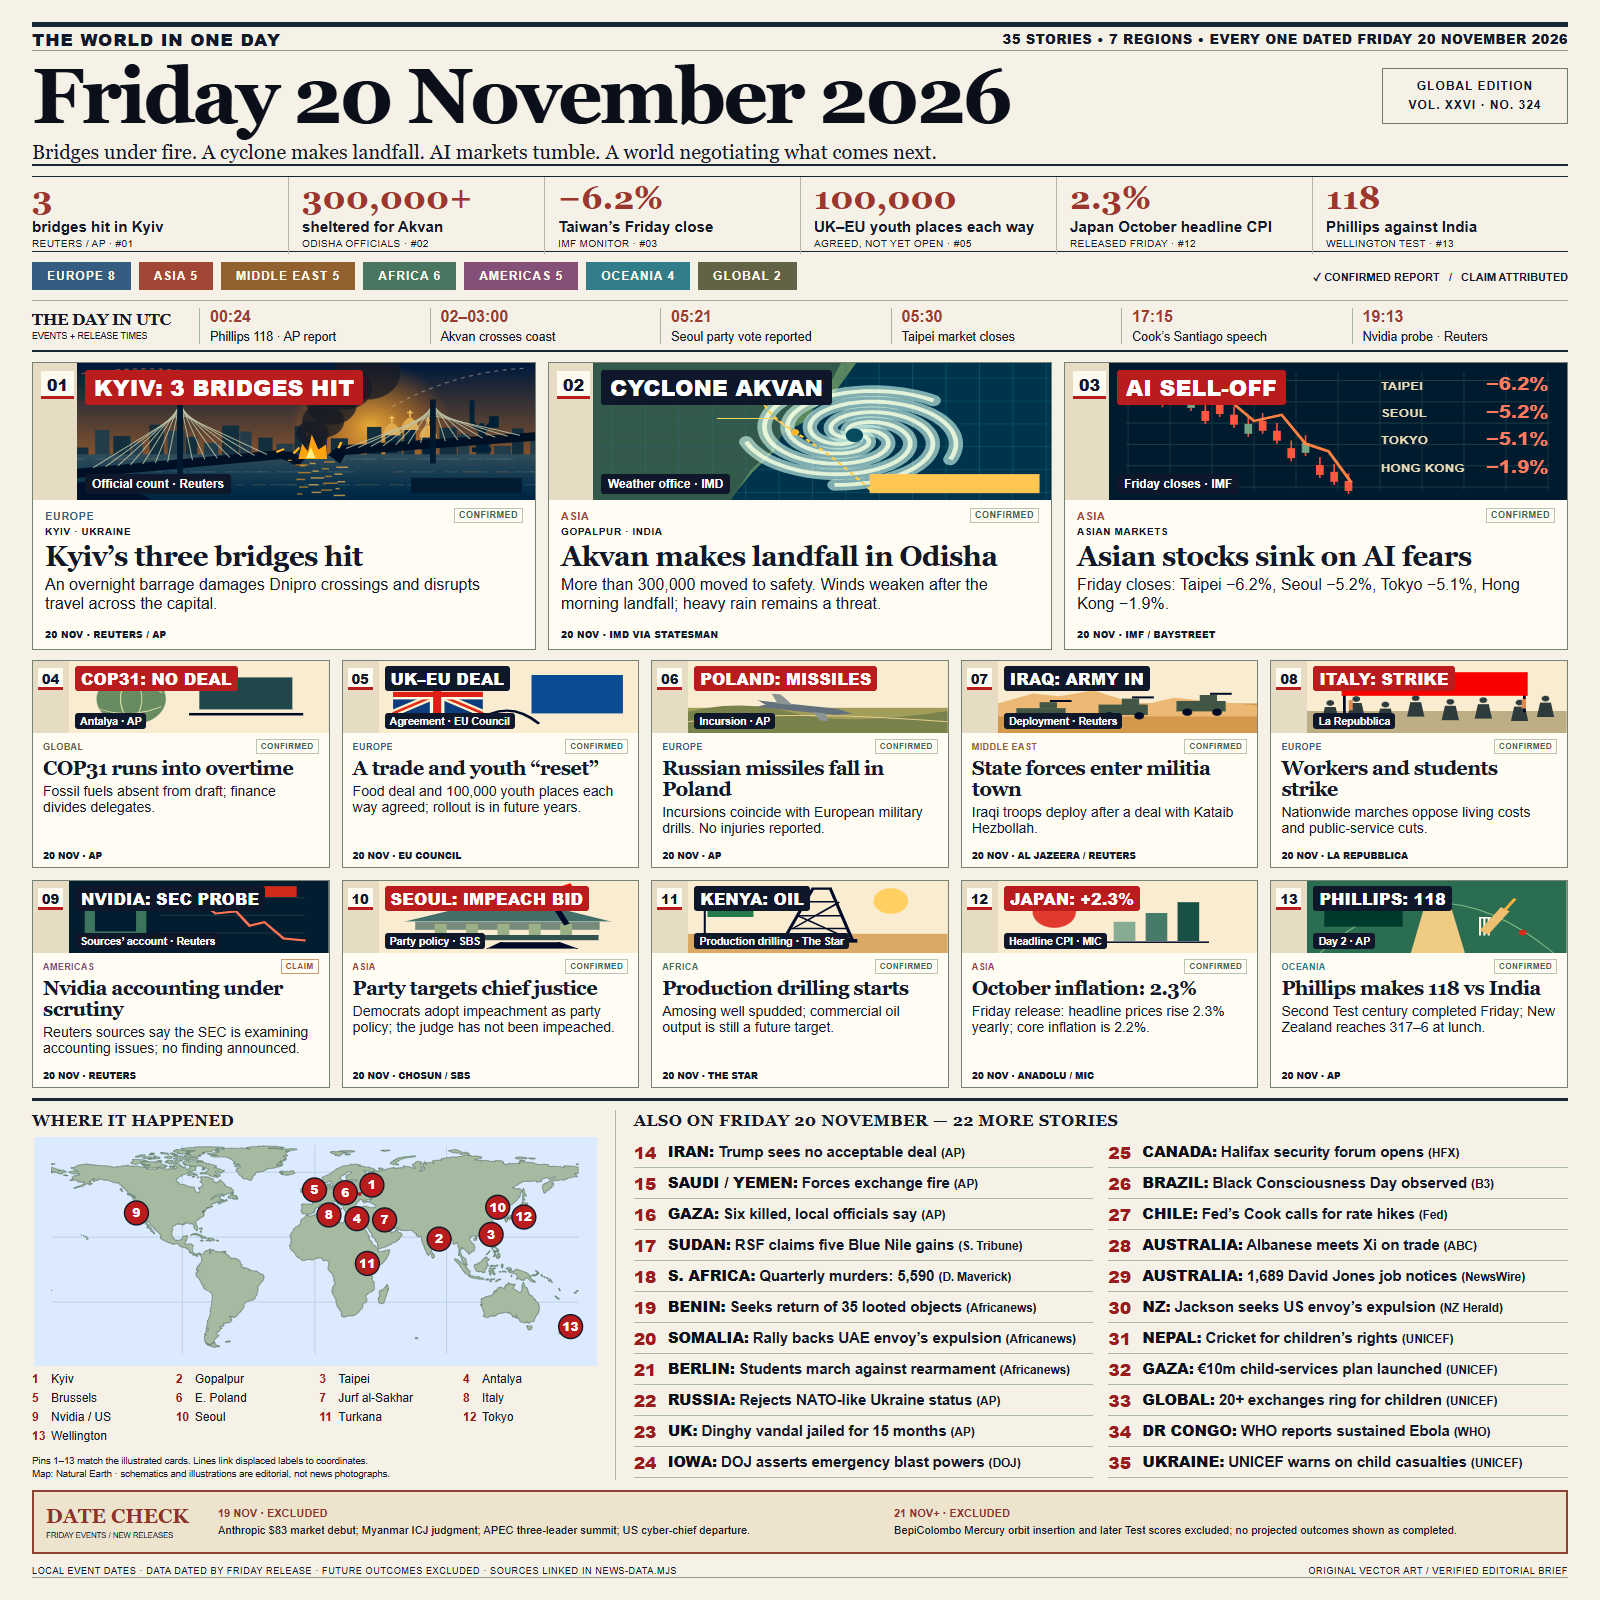 THE WORLD IN ONE DAY
35 STORIES • 7 REGIONS • EVERY ONE DATED FRIDAY 20 NOVEMBER 2026
Friday 20 November 2026
GLOBAL EDITION
VOL. XXVI · NO. 324
Bridges under fire. A cyclone makes landfall. AI markets tumble. A world negotiating what comes next.
3
bridges hit in Kyiv
REUTERS / AP · #01
300,000+
sheltered for Akvan
ODISHA OFFICIALS · #02
−6.2%
Taiwan’s Friday close
IMF MONITOR · #03
100,000
UK–EU youth places each way
AGREED, NOT YET OPEN · #05
2.3%
Japan October headline CPI
RELEASED FRIDAY · #12
118
Phillips against India
WELLINGTON TEST · #13
EUROPE 8
ASIA 5
MIDDLE EAST 5
AFRICA 6
AMERICAS 5
OCEANIA 4
GLOBAL 2
✓ CONFIRMED REPORT / CLAIM ATTRIBUTED
THE DAY IN UTC
EVENTS + RELEASE TIMES
00:24
Phillips 118 · AP report
02–03:00
Akvan crosses coast
05:21
Seoul party vote reported
05:30
Taipei market closes
17:15
Cook’s Santiago speech
19:13
Nvidia probe · Reuters
01
KYIV: 3 BRIDGES HIT
Official count · Reuters
EUROPE
CONFIRMED
KYIV · UKRAINE
Kyiv’s three bridges hit
An overnight barrage damages Dnipro crossings and disrupts
travel across the capital.
20 NOV · REUTERS / AP
02
CYCLONE AKVAN
Weather office · IMD
ASIA
CONFIRMED
GOPALPUR · INDIA
Akvan makes landfall in Odisha
More than 300,000 moved to safety. Winds weaken after the
morning landfall; heavy rain remains a threat.
20 NOV · IMD VIA STATESMAN
03
AI SELL-OFF
TAIPEI −6.2%
SEOUL −5.2%
TOKYO −5.1%
HONG KONG −1.9%
Friday closes · IMF
ASIA
CONFIRMED
ASIAN MARKETS
Asian stocks sink on AI fears
Friday closes: Taipei −6.2%, Seoul −5.2%, Tokyo −5.1%, Hong
Kong −1.9%.
20 NOV · IMF / BAYSTREET
04
COP31: NO DEAL
Antalya · AP
GLOBAL
CONFIRMED
COP31 runs into overtime
Fossil fuels absent from draft; finance
divides delegates.
20 NOV · AP
05
UK–EU DEAL
Agreement · EU Council
EUROPE
CONFIRMED
A trade and youth “reset”
Food deal and 100,000 youth places each
way agreed; rollout is in future years.
20 NOV · EU COUNCIL
06
POLAND: MISSILES
Incursion · AP
EUROPE
CONFIRMED
Russian missiles fall in
Poland
Incursions coincide with European military
drills. No injuries reported.
20 NOV · AP
07
IRAQ: ARMY IN
Deployment · Reuters
MIDDLE EAST
CONFIRMED
State forces enter militia
town
Iraqi troops deploy after a deal with Kataib
Hezbollah.
20 NOV · AL JAZEERA / REUTERS
08
ITALY: STRIKE
La Repubblica
EUROPE
CONFIRMED
Workers and students
strike
Nationwide marches oppose living costs
and public-service cuts.
20 NOV · LA REPUBBLICA
09
NVIDIA: SEC PROBE
Sources’ account · Reuters
AMERICAS
CLAIM
Nvidia accounting under
scrutiny
Reuters sources say the SEC is examining
accounting issues; no finding announced.
20 NOV · REUTERS
10
SEOUL: IMPEACH BID
Party policy · SBS
ASIA
CONFIRMED
Party targets chief justice
Democrats adopt impeachment as party
policy; the judge has not been impeached.
20 NOV · CHOSUN / SBS
11
KENYA: OIL
Production drilling · The Star
AFRICA
CONFIRMED
Production drilling starts
Amosing well spudded; commercial oil
output is still a future target.
20 NOV · THE STAR
12
JAPAN: +2.3%
Headline CPI · MIC
ASIA
CONFIRMED
October inflation: 2.3%
Friday release: headline prices rise 2.3%
yearly; core inflation is 2.2%.
20 NOV · ANADOLU / MIC
13
PHILLIPS: 118
Day 2 · AP
OCEANIA
CONFIRMED
Phillips makes 118 vs India
Second Test century completed Friday; New
Zealand reaches 317–6 at lunch.
20 NOV · AP
WHERE IT HAPPENED
1
2
3
4
5
6
7
8
9
10
11
12
13
1 Kyiv
2 Gopalpur
3 Taipei
4 Antalya
5 Brussels
6 E. Poland
7 Jurf al-Sakhar
8 Italy
9 Nvidia / US
10 Seoul
11 Turkana
12 Tokyo
13 Wellington
Pins 1–13 match the illustrated cards. Lines link displaced labels to coordinates.
Map: Natural Earth · schematics and illustrations are editorial, not news photographs.
ALSO ON FRIDAY 20 NOVEMBER — 22 MORE STORIES
14 IRAN: Trump sees no acceptable deal (AP)
15 SAUDI / YEMEN: Forces exchange fire (AP)
16 GAZA: Six killed, local officials say (AP)
17 SUDAN: RSF claims five Blue Nile gains (S. Tribune)
18 S. AFRICA: Quarterly murders: 5,590 (D. Maverick)
19 BENIN: Seeks return of 35 looted objects (Africanews)
20 SOMALIA: Rally backs UAE envoy’s expulsion (Africanews)
21 BERLIN: Students march against rearmament (Africanews)
22 RUSSIA: Rejects NATO-like Ukraine status (AP)
23 UK: Dinghy vandal jailed for 15 months (AP)
24 IOWA: DOJ asserts emergency blast powers (DOJ)
25 CANADA: Halifax security forum opens (HFX)
26 BRAZIL: Black Consciousness Day observed (B3)
27 CHILE: Fed’s Cook calls for rate hikes (Fed)
28 AUSTRALIA: Albanese meets Xi on trade (ABC)
29 AUSTRALIA: 1,689 David Jones job notices (NewsWire)
30 NZ: Jackson seeks US envoy’s expulsion (NZ Herald)
31 NEPAL: Cricket for children’s rights (UNICEF)
32 GAZA: €10m child-services plan launched (UNICEF)
33 GLOBAL: 20+ exchanges ring for children (UNICEF)
34 DR CONGO: WHO reports sustained Ebola (WHO)
35 UKRAINE: UNICEF warns on child casualties (UNICEF)
DATE CHECK
FRIDAY EVENTS / NEW RELEASES
19 NOV · EXCLUDED
Anthropic $83 market debut; Myanmar ICJ judgment; APEC three-leader summit; US cyber-chief departure.
21 NOV+ · EXCLUDED
BepiColombo Mercury orbit insertion and later Test scores excluded; no projected outcomes shown as completed.
LOCAL EVENT DATES · DATA DATED BY FRIDAY RELEASE · FUTURE OUTCOMES EXCLUDED · SOURCES LINKED IN NEWS-DATA.MJS
ORIGINAL VECTOR ART / VERIFIED EDITORIAL BRIEF